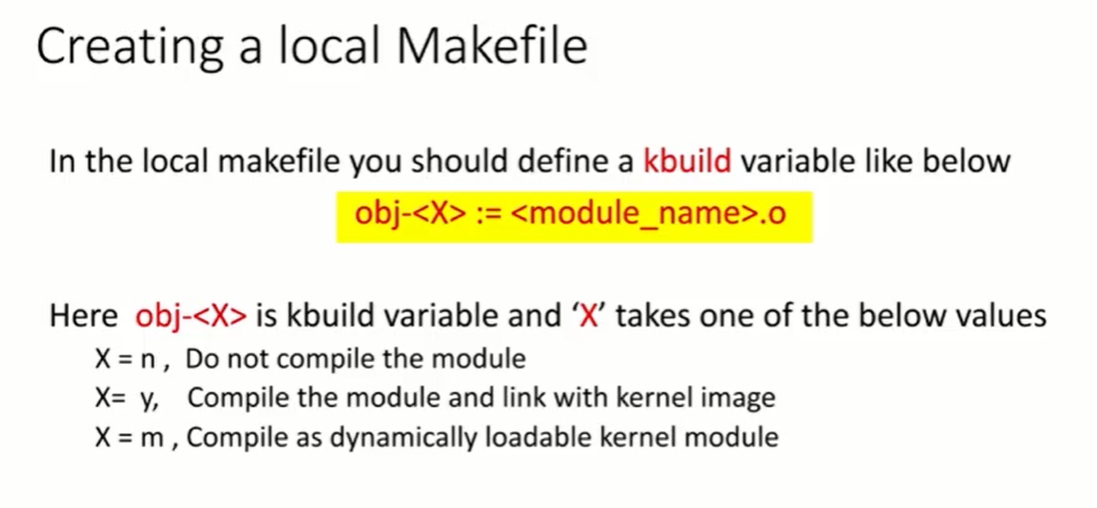 Creating a local Makefile
In the local makefile you should define a kbuild variable like below
obj-<X> := <module_name>.o
Here obj-<X> is kbuild variable and ‘X’ takes one of the below values
X = n , Do not compile the module
X= y, Compile the module and link with kernel image
X = m , Compile as dynamically loadable kernel module